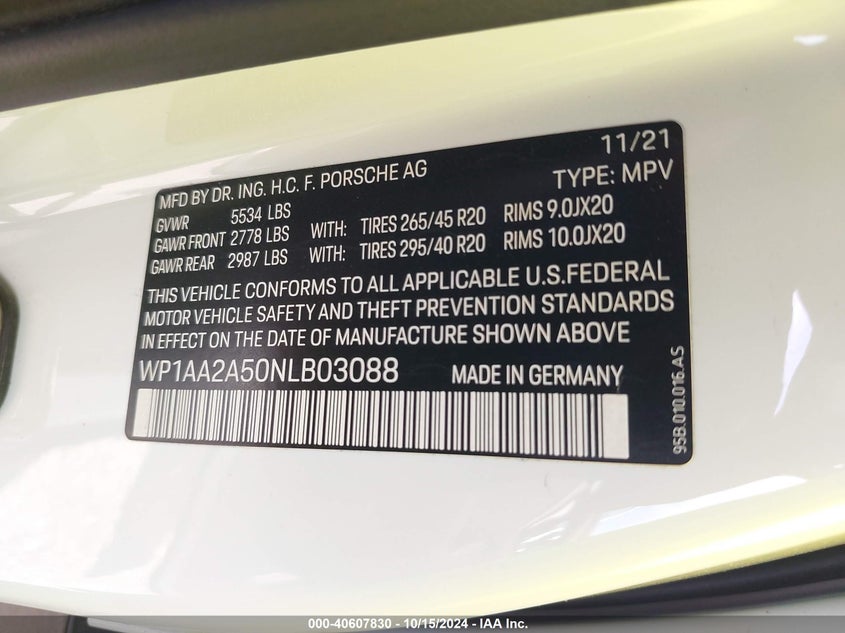 11/21
MFD BY DR. ING. H.C. F. PORSCHE AG
TYPE: MPV
GVWR 5534 LBS
GAWR FRONT 2778 LBS WITH: TIRES 265/45 R20 RIMS 9.0JX20
GAWR REAR 2987 LBS WITH: TIRES 295/40 R20 RIMS 10.0JX20
THIS VEHICLE CONFORMS TO ALL APPLICABLE U.S.FEDERAL
MOTOR VEHICLE SAFETY AND THEFT PREVENTION STANDARDS
IN EFFECT ON THE DATE OF MANUFACTURE SHOWN ABOVE
WP1AA2A50NLB03088 MADE IN GERMANY
95B.010.016.AS
000-40607830 - 10/15/2024 - IAA Inc.